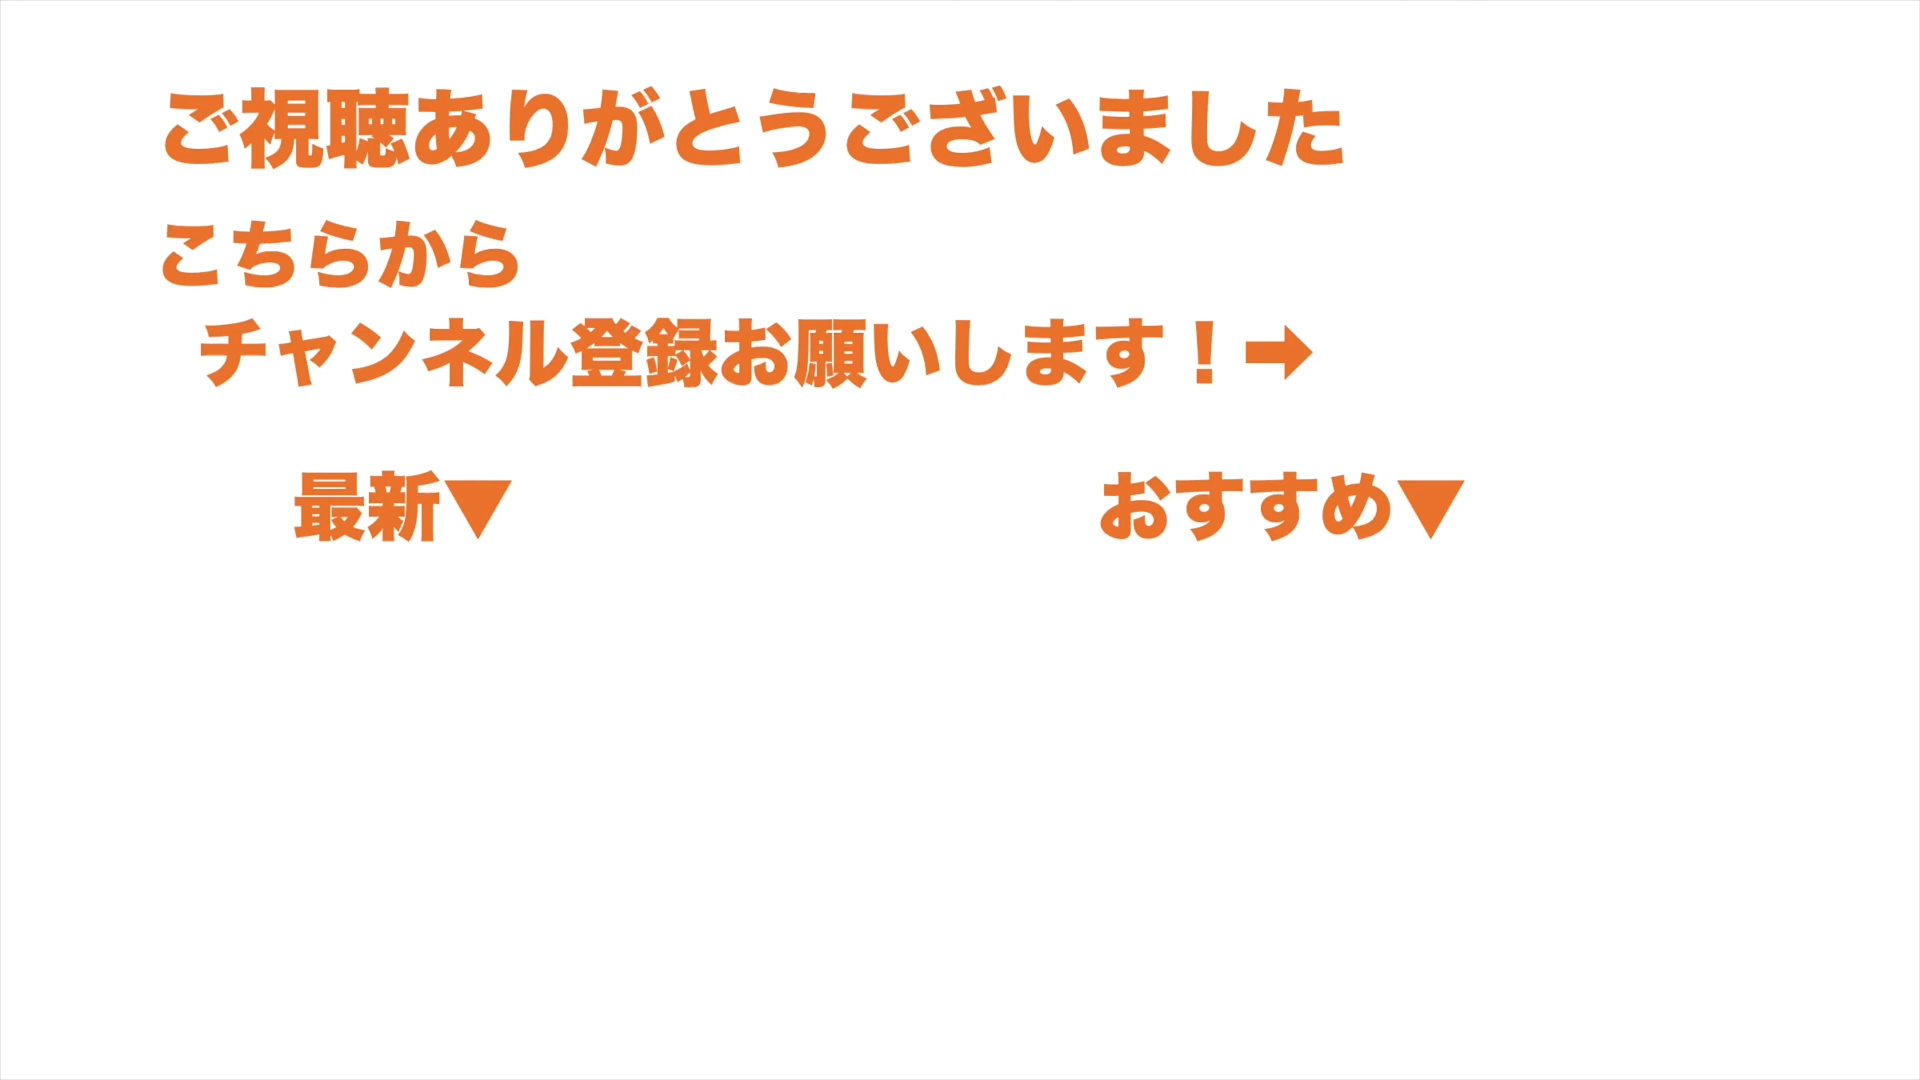 ご視聴ありがとうございました
こちらから
チャンネル登録お願いします！➡
最新▼
おすすめ▼